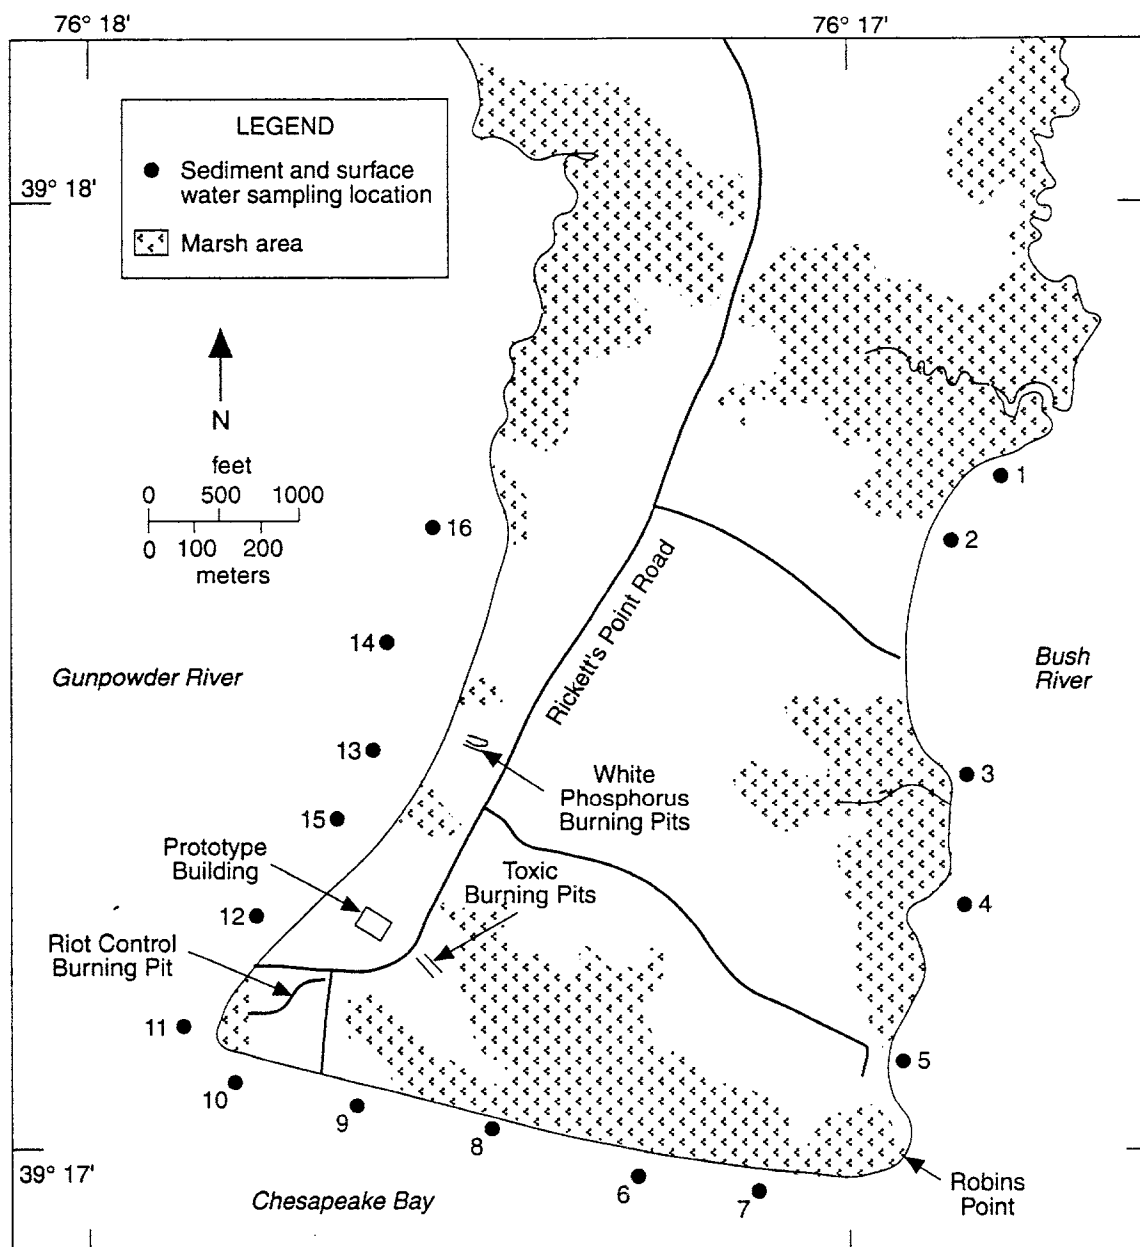 76° 18'
76° 17'
LEGEND
Sediment and surface
water sampling location
Marsh area
39° 18'
N
feet
0 500 1000
0 100 200
meters
1
2
16
Rickett's Point Road
14
Gunpowder River
Bush
River
13
White
Phosphorus
Burning Pits
3
15
Prototype
Building
Toxic
Burning Pits
12
4
Riot Control
Burning Pit
11
5
10
9
8
39° 17'
6
7
Robins
Point
Chesapeake Bay